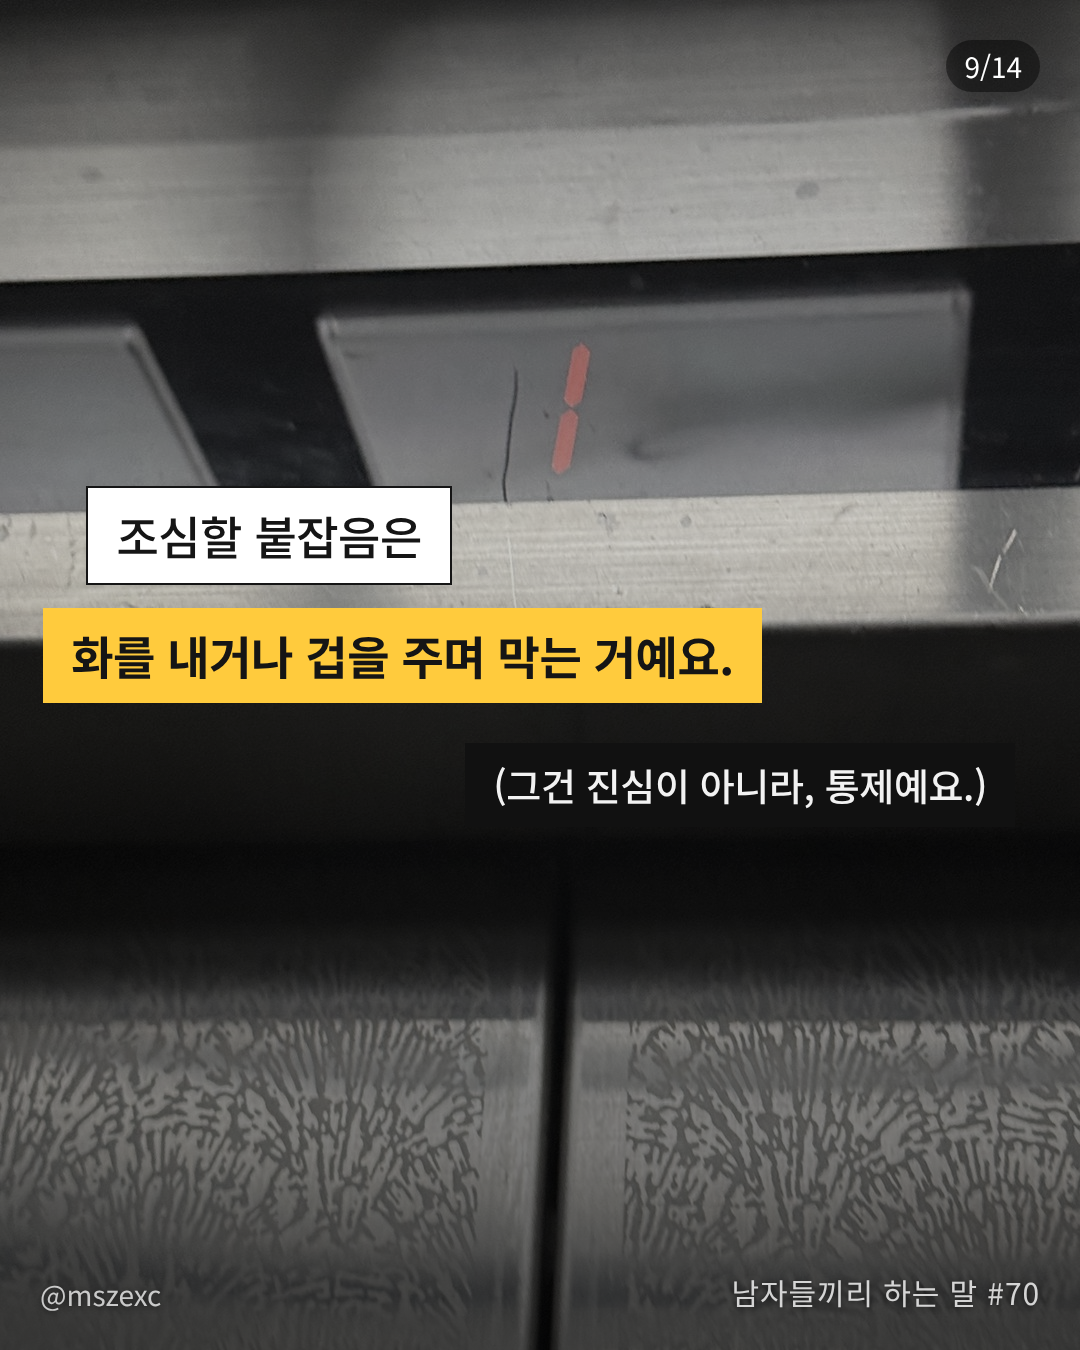 9/14
1
조심할 붙잡음은
화를 내거나 겁을 주며 막는 거예요.
(그건 진심이 아니라, 통제예요.)
@mszexc
남자들끼리 하는 말 #70